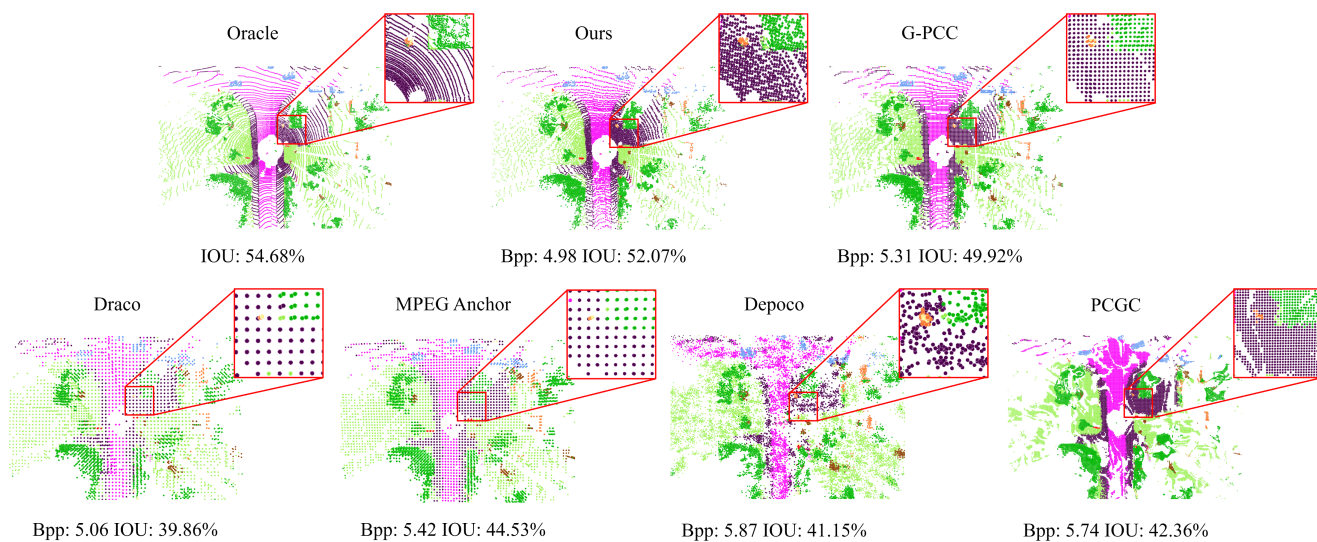 Oracle
Ours
G-PCC
IOU: 54.68%
Bpp: 4.98 IOU: 52.07%
Bpp: 5.31 IOU: 49.92%
Draco
MPEG Anchor
Depoco
PCGC
Bpp: 5.06 IOU: 39.86%
Bpp: 5.42 IOU: 44.53%
Bpp: 5.87 IOU: 41.15%
Bpp: 5.74 IOU: 42.36%